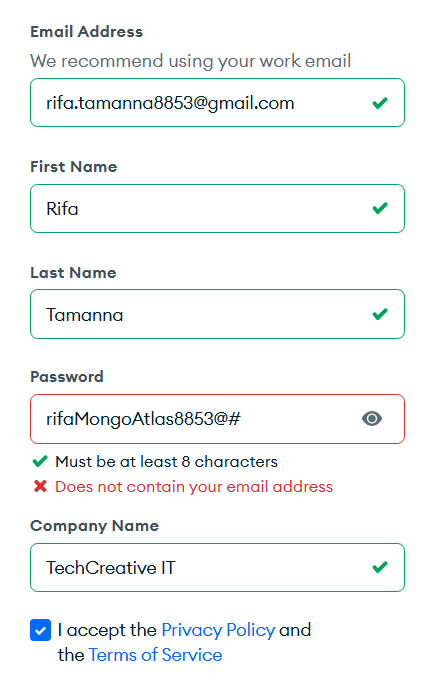 Email Address
We recommend using your work email
rifa.tamanna8853@gmail.com
First Name
Rifa
Last Name
Tamanna
Password
rifaMongoAtlas8853@#
Must be at least 8 characters
Does not contain your email address
Company Name
TechCreative IT
I accept the Privacy Policy and
the Terms of Service